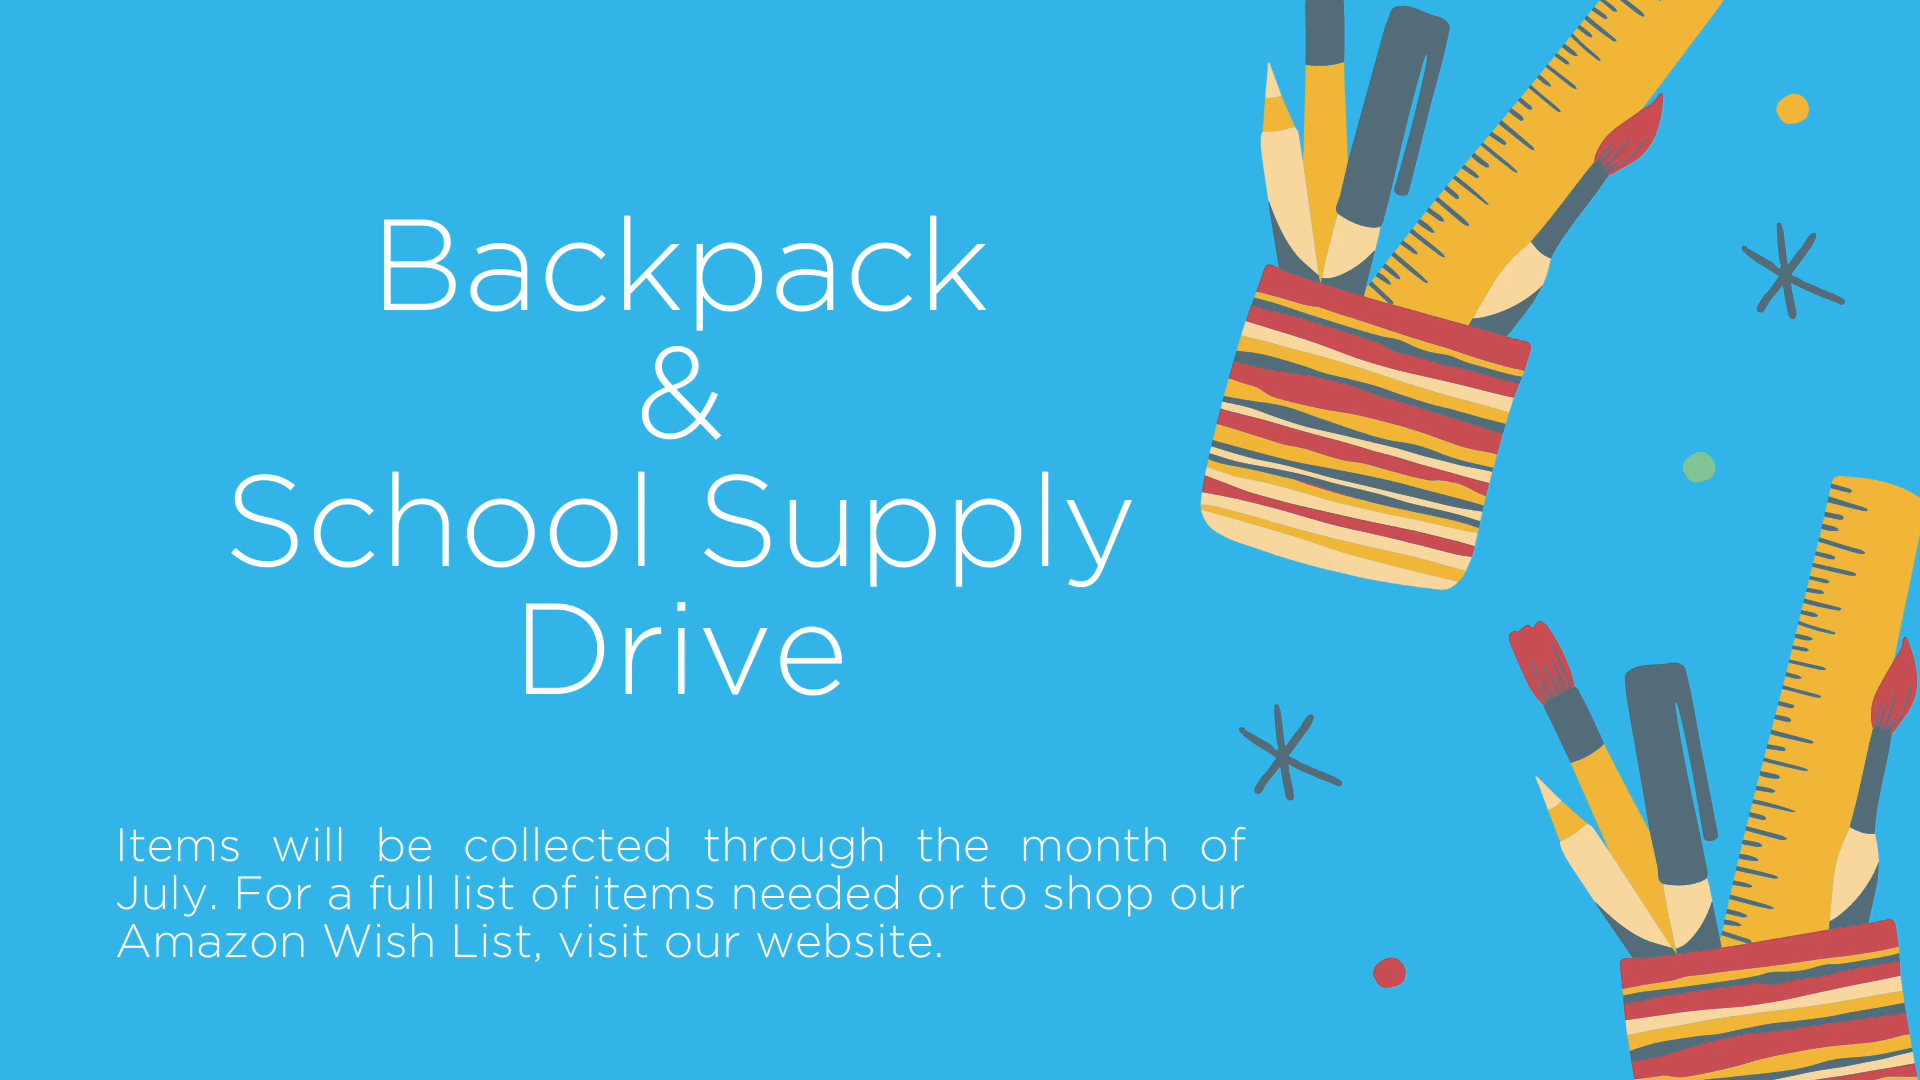 Backpack
&
School Supply
Drive
Items will be collected through the month of
July. For a full list of items needed or to shop our
Amazon Wish List, visit our website.